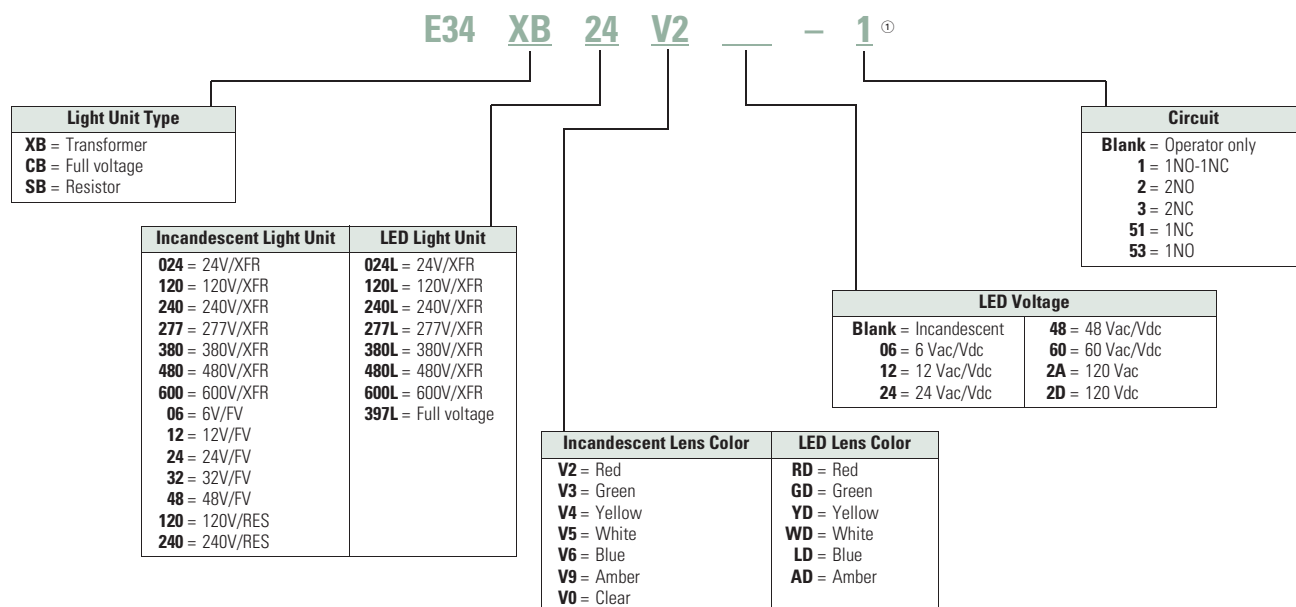 E34 XB 24 V2 ___ – 1 ①
Light Unit Type
XB = Transformer
CB = Full voltage
SB = Resistor
Circuit
Blank = Operator only
1 = 1NO-1NC
2 = 2NO
3 = 2NC
51 = 1NC
53 = 1NO
Incandescent Light Unit
024 = 24V/XFR
120 = 120V/XFR
240 = 240V/XFR
277 = 277V/XFR
380 = 380V/XFR
480 = 480V/XFR
600 = 600V/XFR
06 = 6V/FV
12 = 12V/FV
24 = 24V/FV
32 = 32V/FV
48 = 48V/FV
120 = 120V/RES
240 = 240V/RES
LED Light Unit
024L = 24V/XFR
120L = 120V/XFR
240L = 240V/XFR
277L = 277V/XFR
380L = 380V/XFR
480L = 480V/XFR
600L = 600V/XFR
397L = Full voltage
LED Voltage
Blank = Incandescent
06 = 6 Vac/Vdc
12 = 12 Vac/Vdc
24 = 24 Vac/Vdc
48 = 48 Vac/Vdc
60 = 60 Vac/Vdc
2A = 120 Vac
2D = 120 Vdc
Incandescent Lens Color
V2 = Red
V3 = Green
V4 = Yellow
V5 = White
V6 = Blue
V9 = Amber
V0 = Clear
LED Lens Color
RD = Red
GD = Green
YD = Yellow
WD = White
LD = Blue
AD = Amber